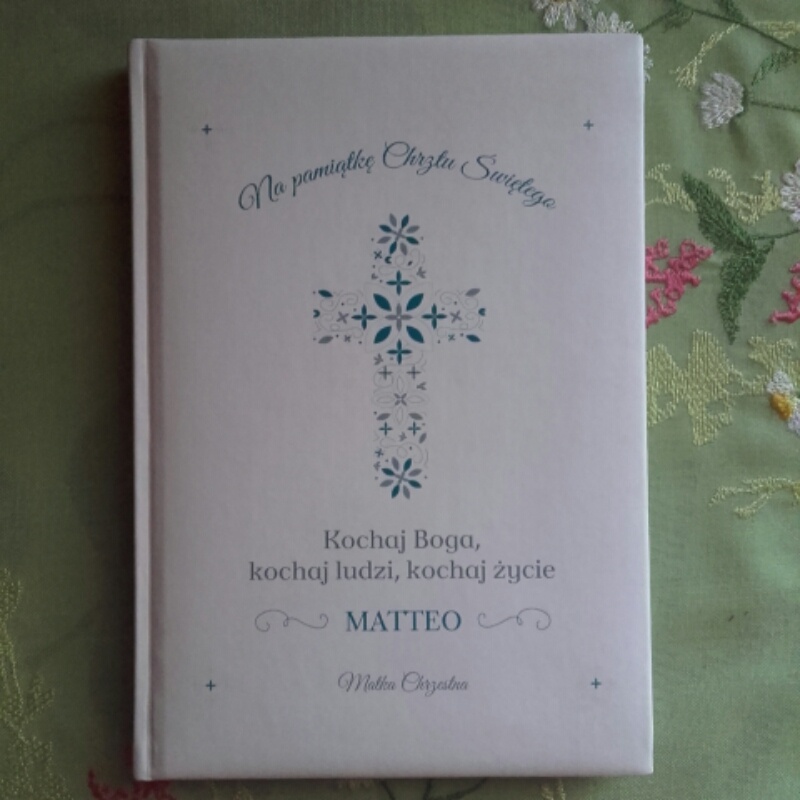 Na pamiątkę Chrztu Świętego
Kochaj Boga,
kochaj ludzi, kochaj życie
MATTEO
Matka Chrzestna